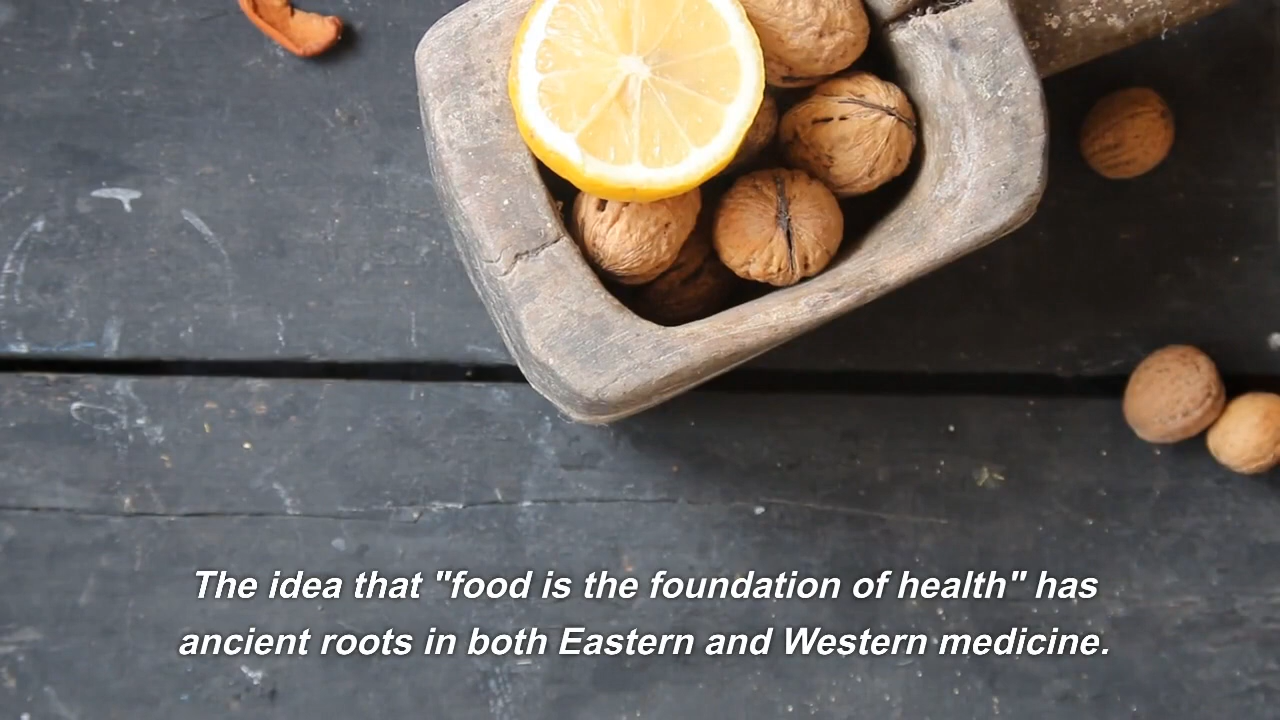 The idea that "food is the foundation of health" has
ancient roots in both Eastern and Western medicine.